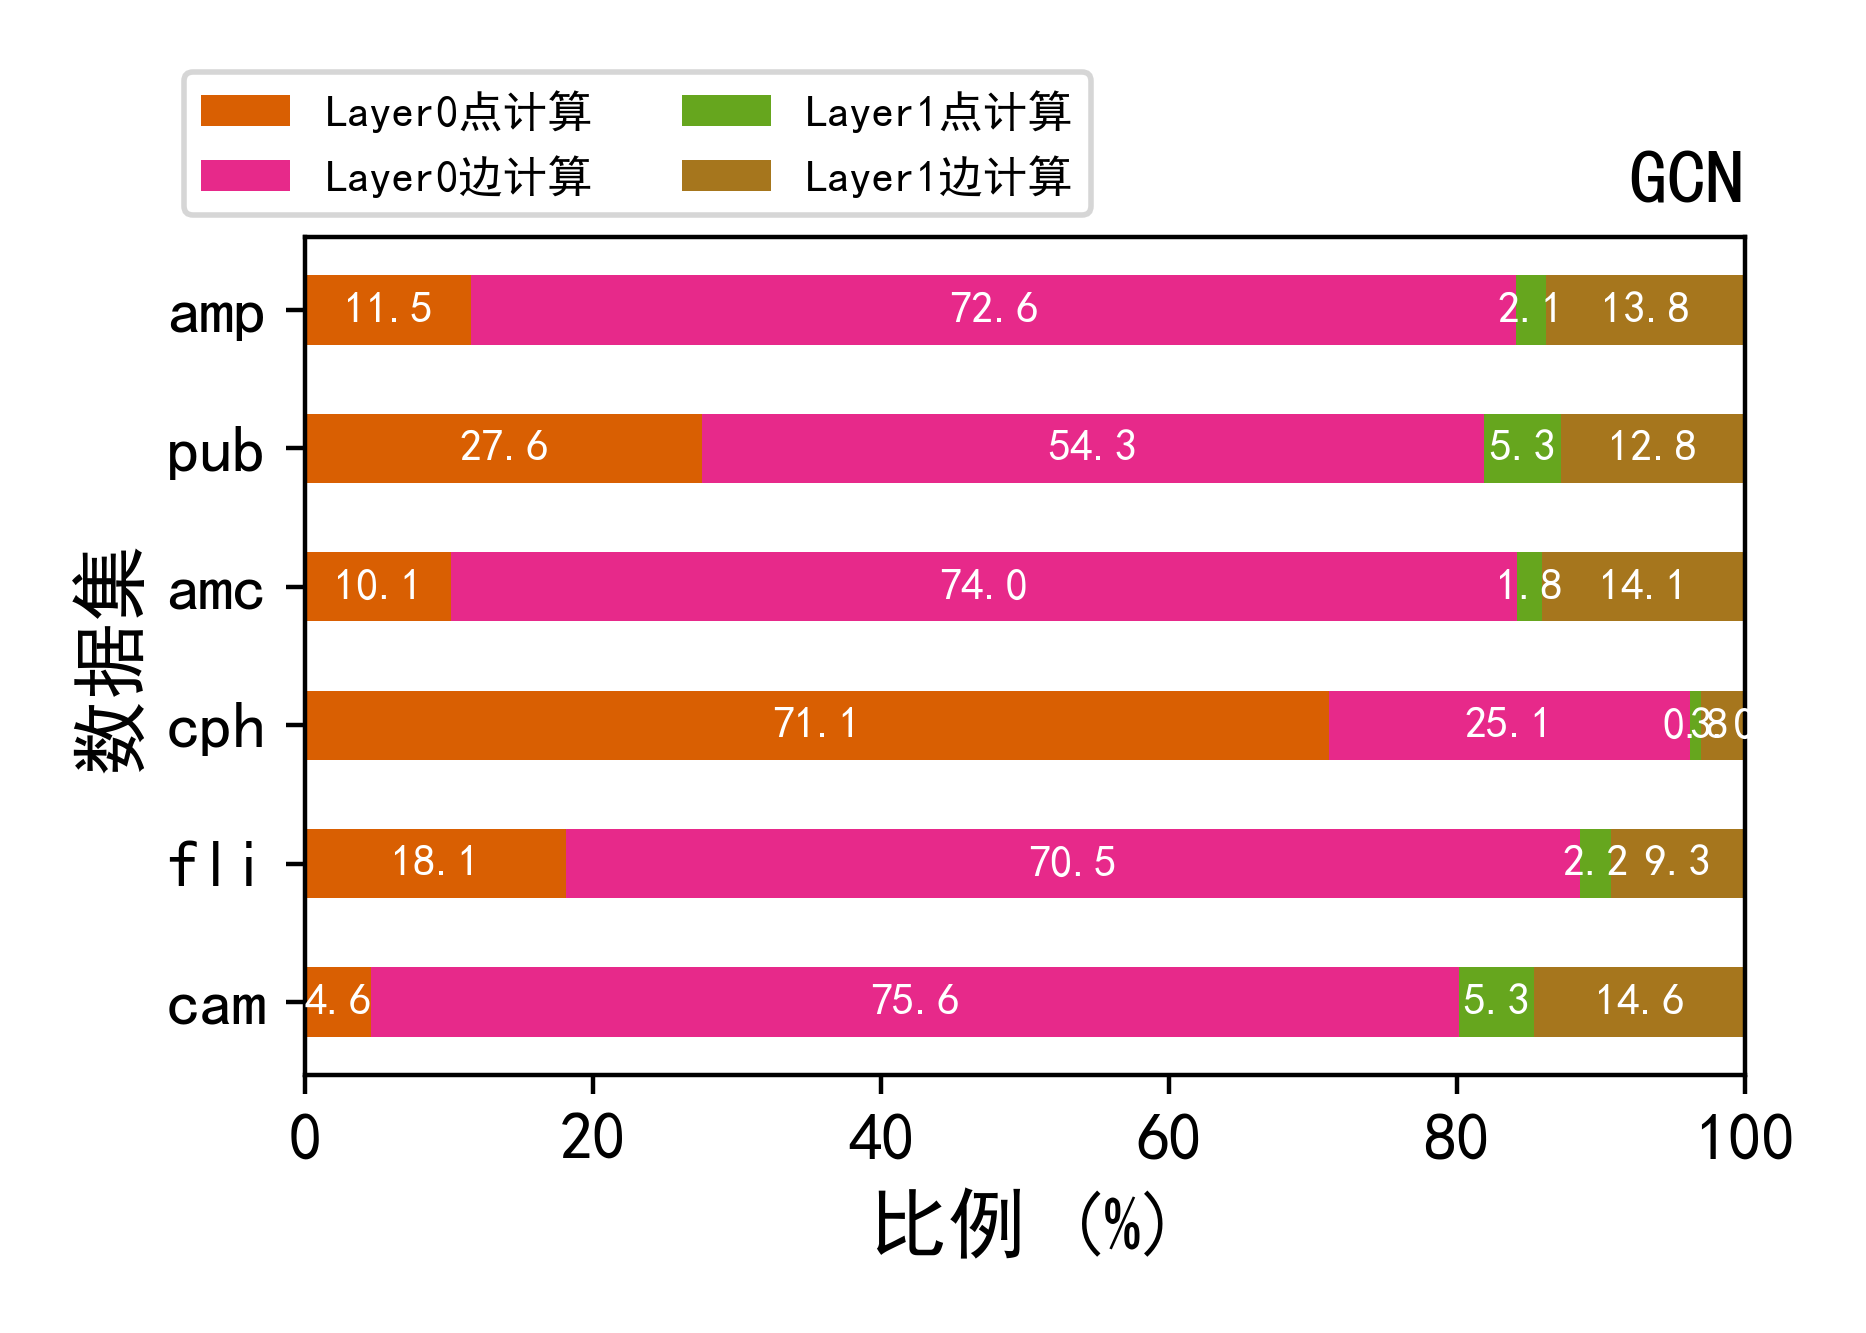 Layer0点计算 Layer1点计算
Layer0边计算 Layer1边计算
GCN
amp 11.5 72.6 2.1 13.8
pub 27.6 54.3 5.3 12.8
amc 10.1 74.0 1.8 14.1
cph 71.1 25.1 0.8 3.0
fli 18.1 70.5 2.2 9.3
cam 4.6 75.6 5.3 14.6
数据集
0 20 40 60 80 100
比例 (%)